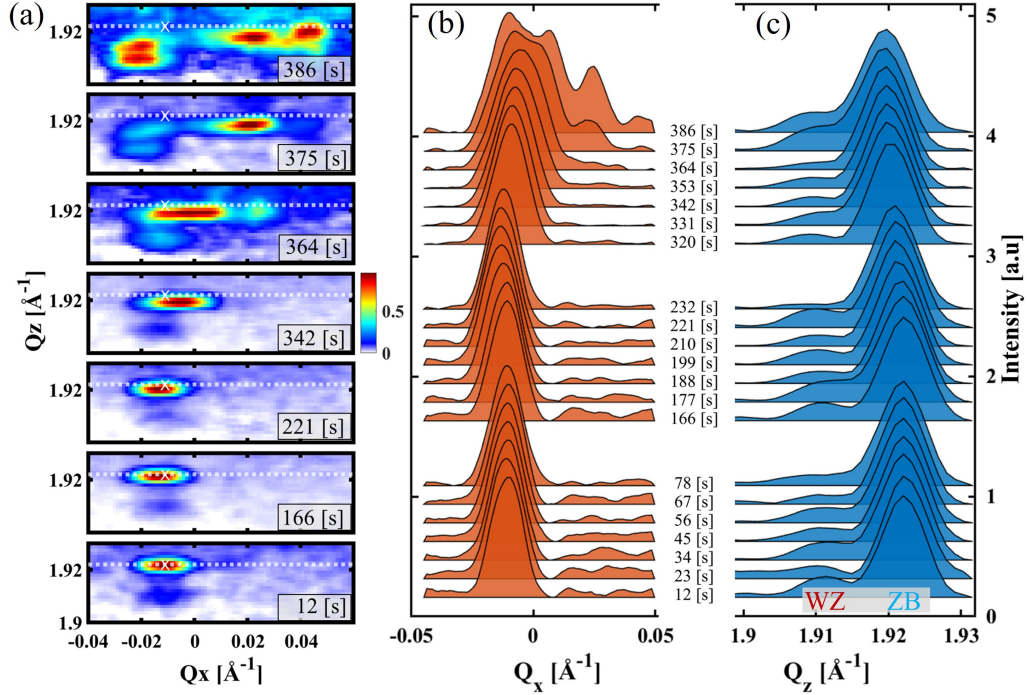 (a)
1.92
386 [s]
1.92
375 [s]
1.92
364 [s]
1.92
342 [s]
1.92
221 [s]
1.92
166 [s]
1.92
12 [s]
1.9
-0.04 -0.02 0 0.02 0.04
Qx [Å-1]
Qz [Å-1]
0.5
0
(b)
386 [s]
375 [s]
364 [s]
353 [s]
342 [s]
331 [s]
320 [s]
232 [s]
221 [s]
210 [s]
199 [s]
188 [s]
177 [s]
166 [s]
78 [s]
67 [s]
56 [s]
45 [s]
34 [s]
23 [s]
12 [s]
-0.05 0 0.05
Qx [Å-1]
(c)
5
4
3
2
1
0
Intensity [a.u]
WZ ZB
1.9 1.91 1.92 1.93
Qz [Å-1]